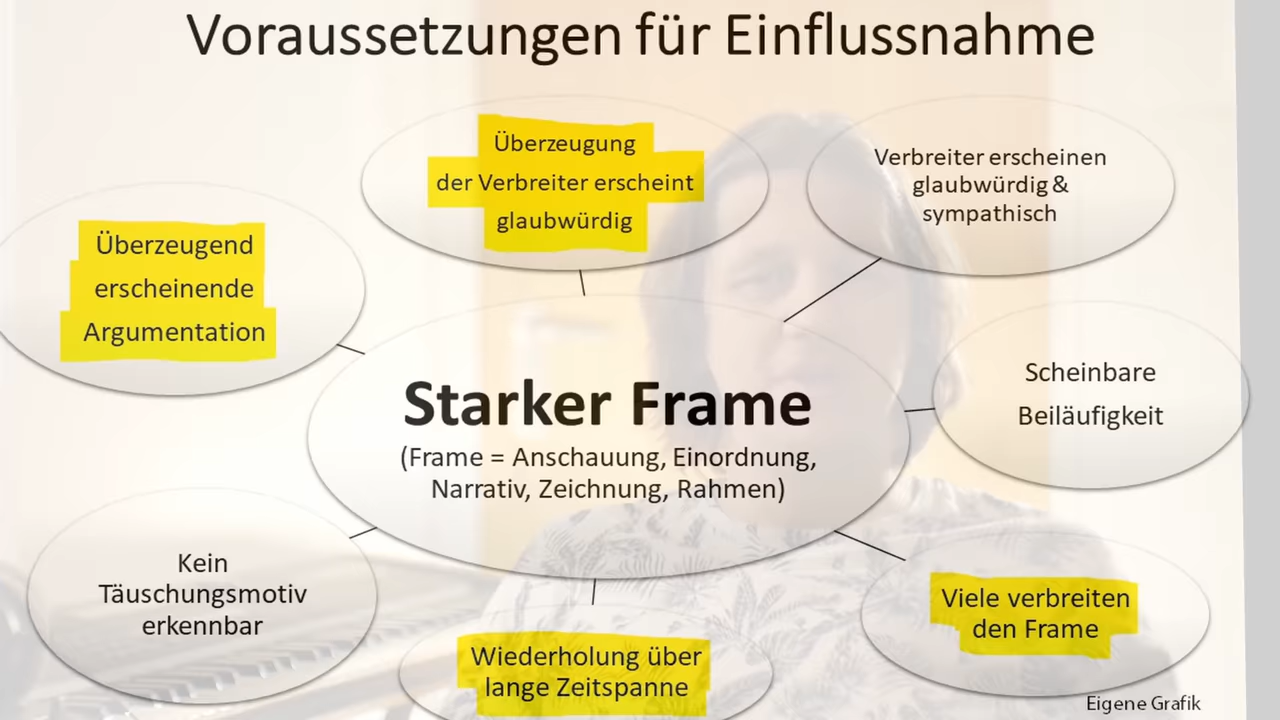 Voraussetzungen für Einflussnahme
Überzeugung
der Verbreiter erscheint
glaubwürdig
Verbreiter erscheinen
glaubwürdig &
sympathisch
Überzeugend
erscheinende
Argumentation
Scheinbare
Beiläufigkeit
Starker Frame
(Frame = Anschauung, Einordnung,
Narrativ, Zeichnung, Rahmen)
Kein
Täuschungsmotiv
erkennbar
Viele verbreiten
den Frame
Wiederholung über
lange Zeitspanne
Eigene Grafik